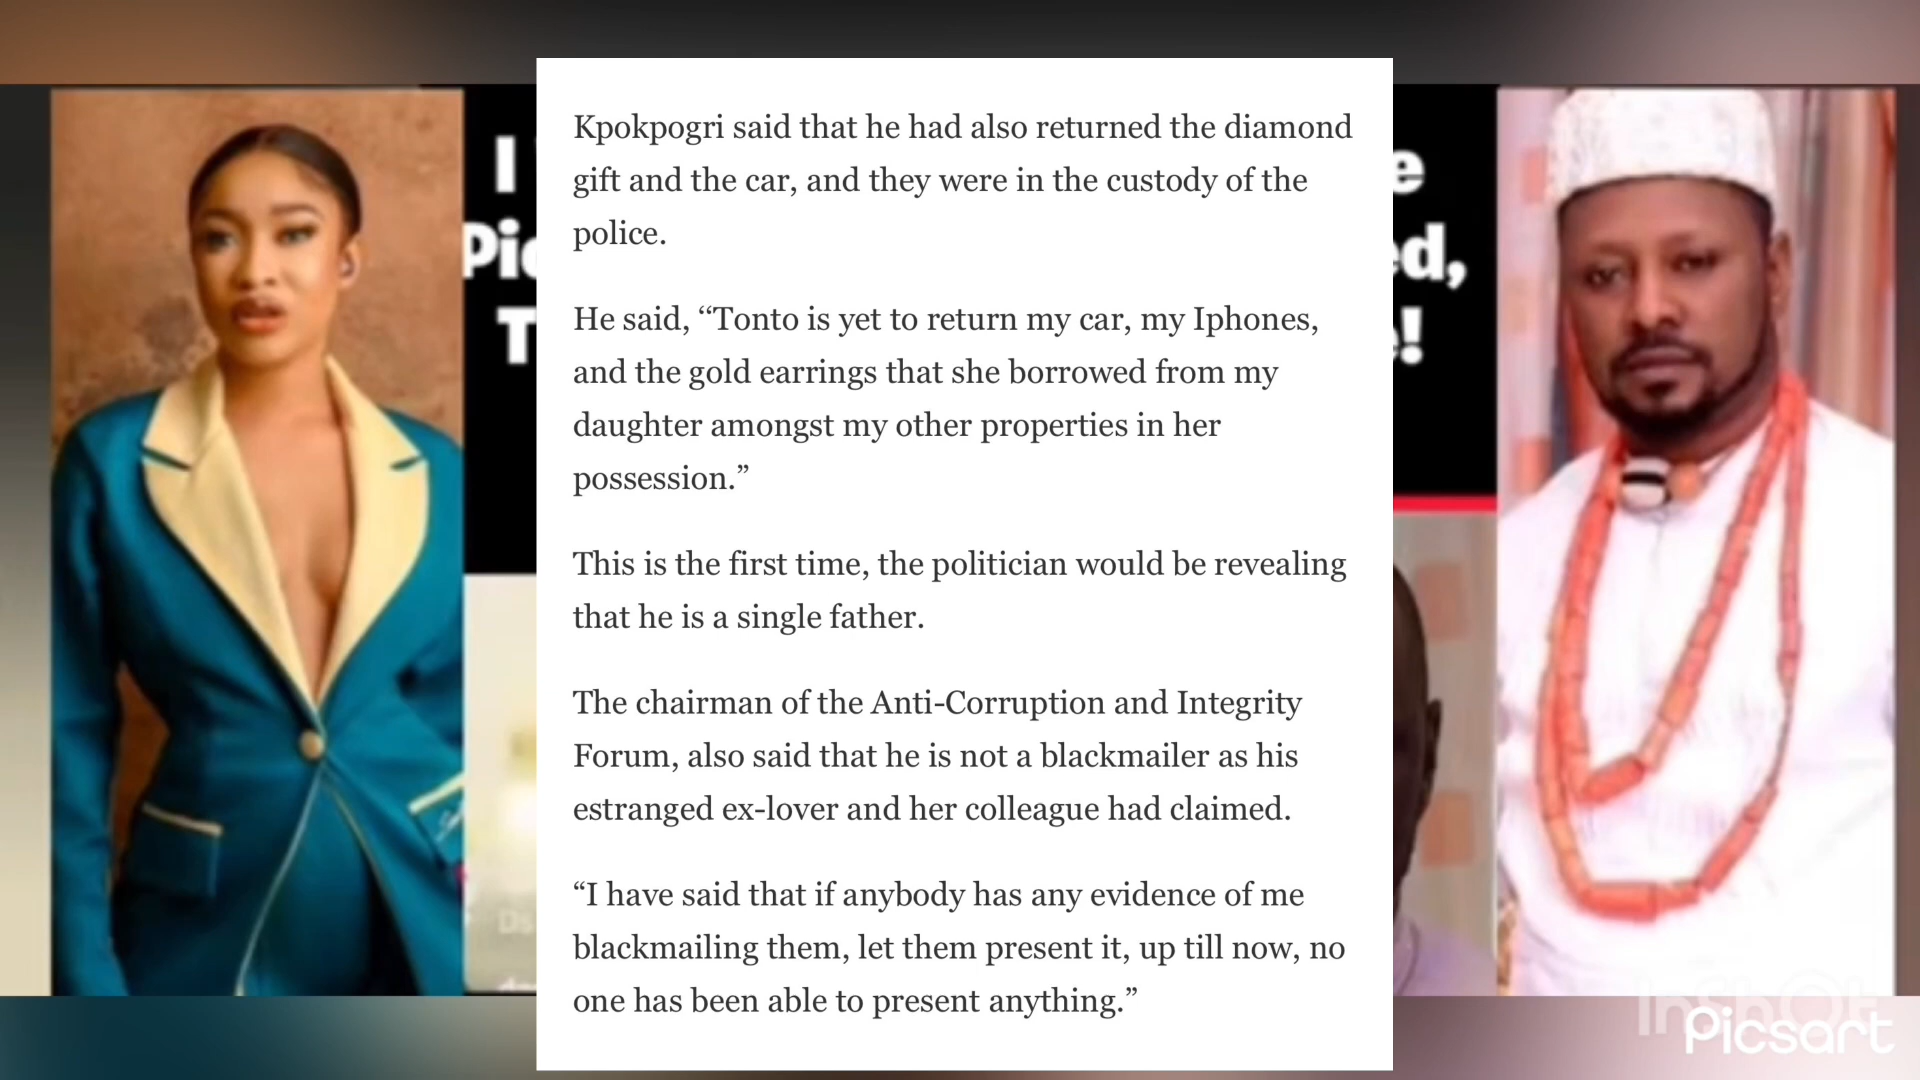 Kpokpogri said that he had also returned the diamond
gift and the car, and they were in the custody of the
police.
He said, “Tonto is yet to return my car, my Iphones,
and the gold earrings that she borrowed from my
daughter amongst my other properties in her
possession.”
This is the first time, the politician would be revealing
that he is a single father.
The chairman of the Anti-Corruption and Integrity
Forum, also said that he is not a blackmailer as his
estranged ex-lover and her colleague had claimed.
“I have said that if anybody has any evidence of me
blackmailing them, let them present it, up till now, no
one has been able to present anything.”
I
InShOt
Picsart